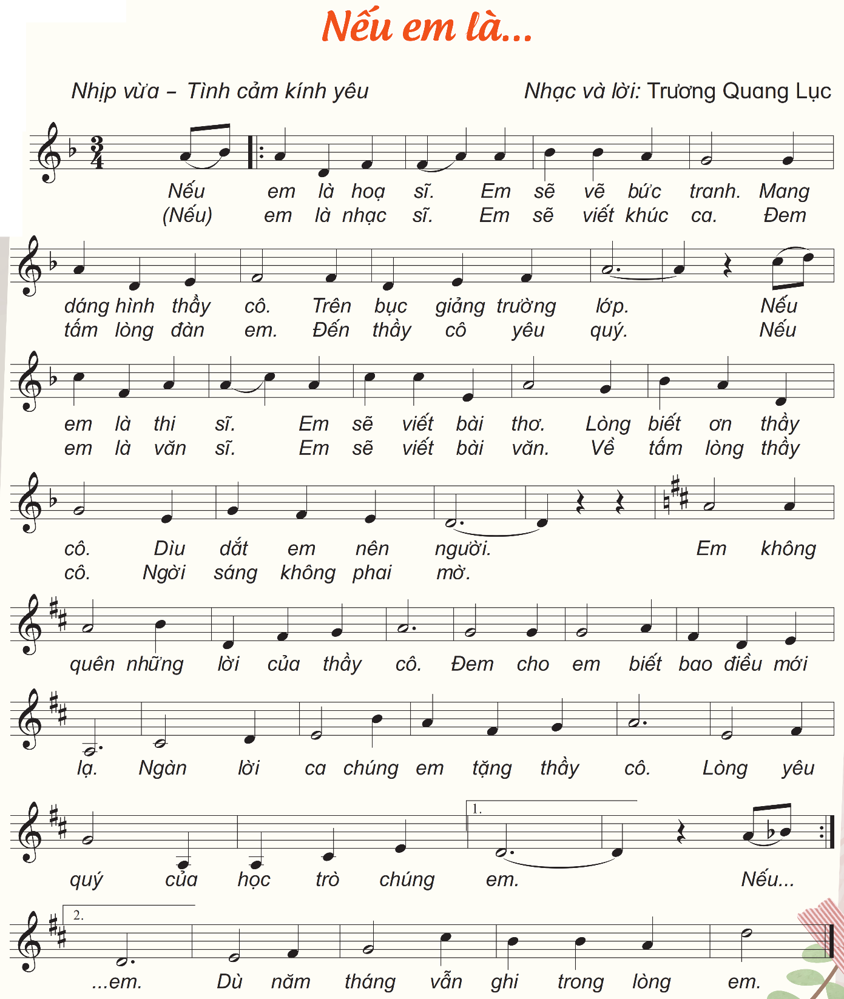 Nếu em là...
Nhịp vừa – Tình cảm kính yêu
Nhạc và lời: Trương Quang Lục
3
4
Nếu em là hoạ sĩ. Em sẽ vẽ bức tranh. Mang
(Nếu) em là nhạc sĩ. Em sẽ viết khúc ca. Đem
dáng hình thầy cô. Trên bục giảng trường lớp. Nếu
tấm lòng đàn em. Đến thầy cô yêu quý. Nếu
em là thi sĩ. Em sẽ viết bài thơ. Lòng biết ơn thầy
em là văn sĩ. Em sẽ viết bài văn. Về tấm lòng thầy
cô. Dìu dắt em nên người. Em không
cô. Ngời sáng không phai mờ.
quên những lời của thầy cô. Đem cho em biết bao điều mới
lạ. Ngàn lời ca chúng em tặng thầy cô. Lòng yêu
1.
quý của học trò chúng em. Nếu...
2.
...em. Dù năm tháng vẫn ghi trong lòng em.